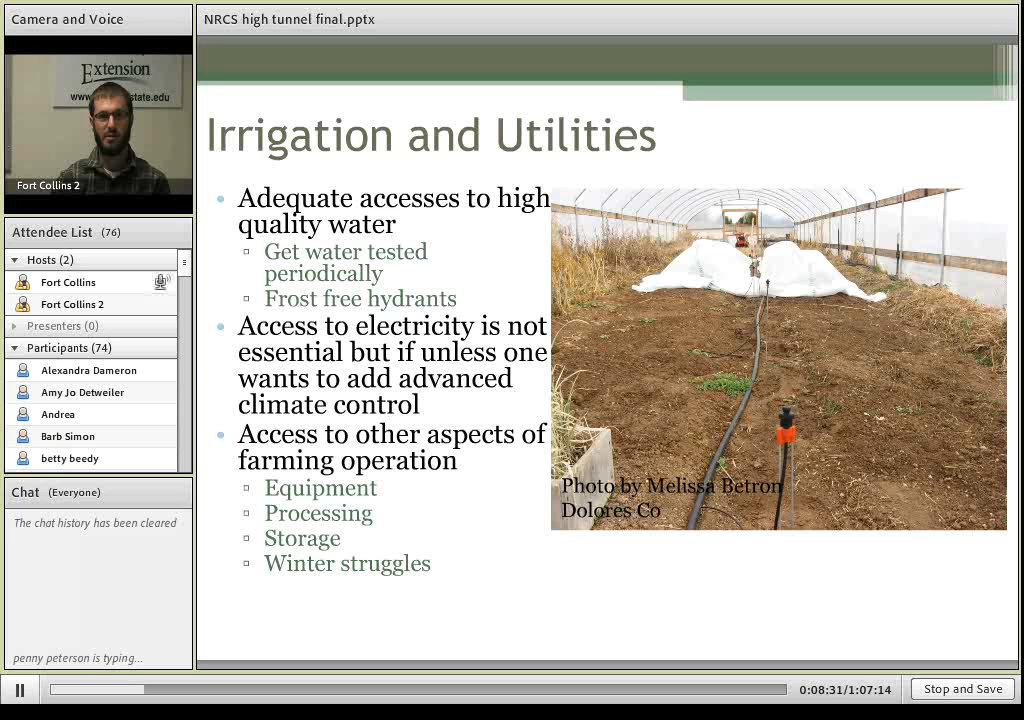 Camera and Voice
NRCS high tunnel final.pptx
Extension
www. state.edu
Fort Collins 2
Attendee List (76)
Hosts (2)
Fort Collins
Fort Collins 2
Presenters (0)
Participants (74)
Alexandra Dameron
Amy Jo Detweiler
Andrea
Barb Simon
betty beedy
Chat (Everyone)
The chat history has been cleared
penny peterson is typing...
Irrigation and Utilities
• Adequate accesses to high
quality water
▫ Get water tested
periodically
▫ Frost free hydrants
• Access to electricity is not
essential but if unless one
wants to add advanced
climate control
• Access to other aspects of
farming operation
▫ Equipment
▫ Processing
▫ Storage
▫ Winter struggles
Photo by Melissa Betron
Dolores Co
0:08:31/1:07:14
Stop and Save